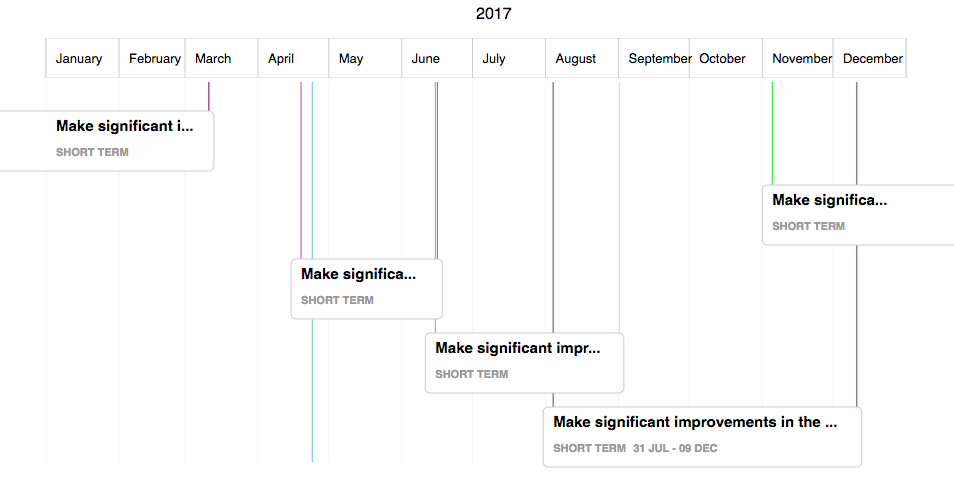 2017
January February March April May June July August September October November December
Make significant i...
SHORT TERM
Make significa...
SHORT TERM
Make significa...
SHORT TERM
Make significant impr...
SHORT TERM
Make significant improvements in the ...
SHORT TERM 31 JUL - 09 DEC